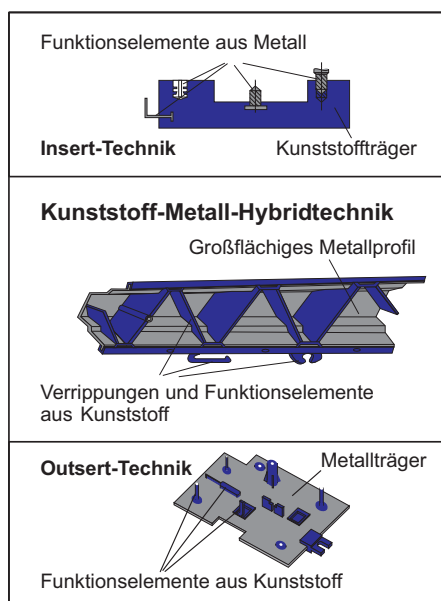 Funktionselemente aus Metall
Insert-Technik
Kunststoffträger
Kunststoff-Metall-Hybridtechnik
Großflächiges Metallprofil
Verrippungen und Funktionselemente
aus Kunststoff
Outsert-Technik
Metallträger
Funktionselemente aus Kunststoff